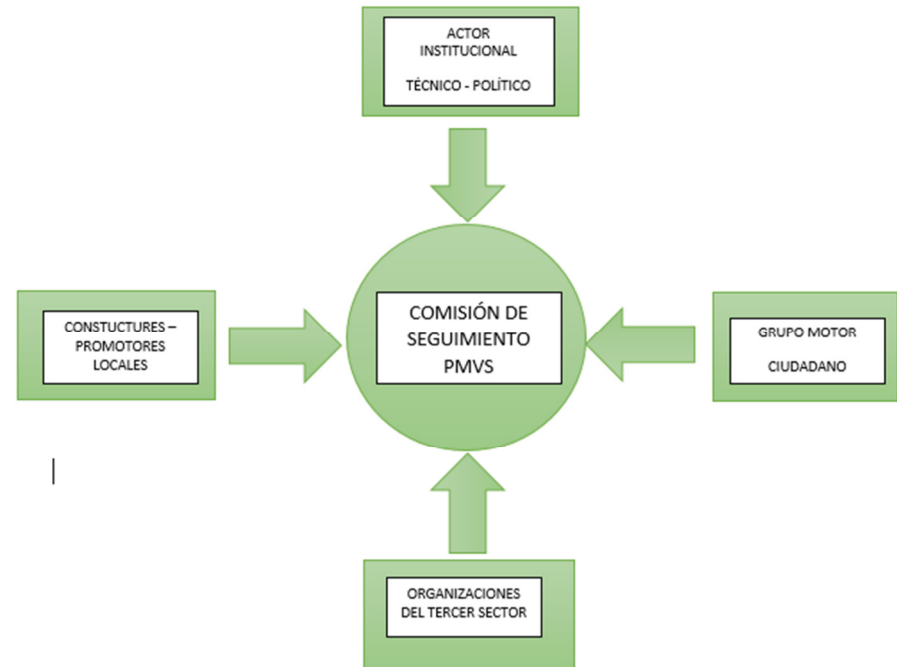 ACTOR
INSTITUCIONAL
TÉCNICO - POLÍTICO
CONSTUCTURES –
PROMOTORES
LOCALES
COMISIÓN DE
SEGUIMIENTO
PMVS
GRUPO MOTOR
CIUDADANO
ORGANIZACIONES
DEL TERCER SECTOR